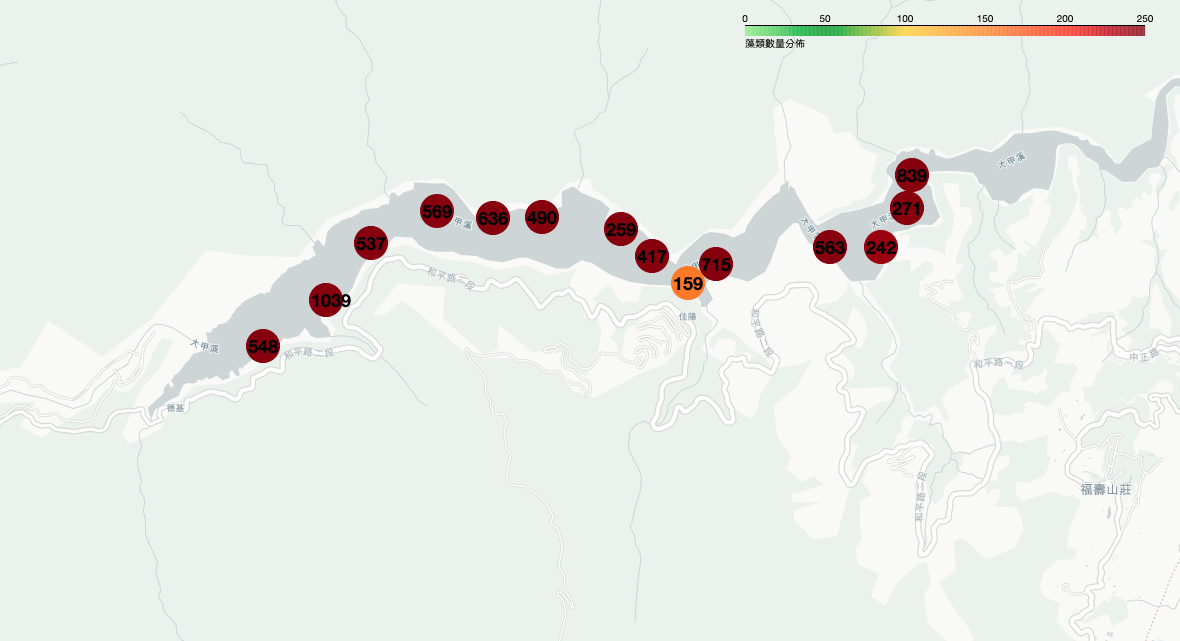 0 50 100 150 200 250
藻類數量分佈
大甲溪
839
271
大甲
569
甲溪
636
490
259
大甲
537
563
242
417
甲
715
和平路二段
159
1039
佳陽
和平路二段
548
大甲溪
和平路二段
中正路
和平路一段
德基
和平路二段
福壽山莊